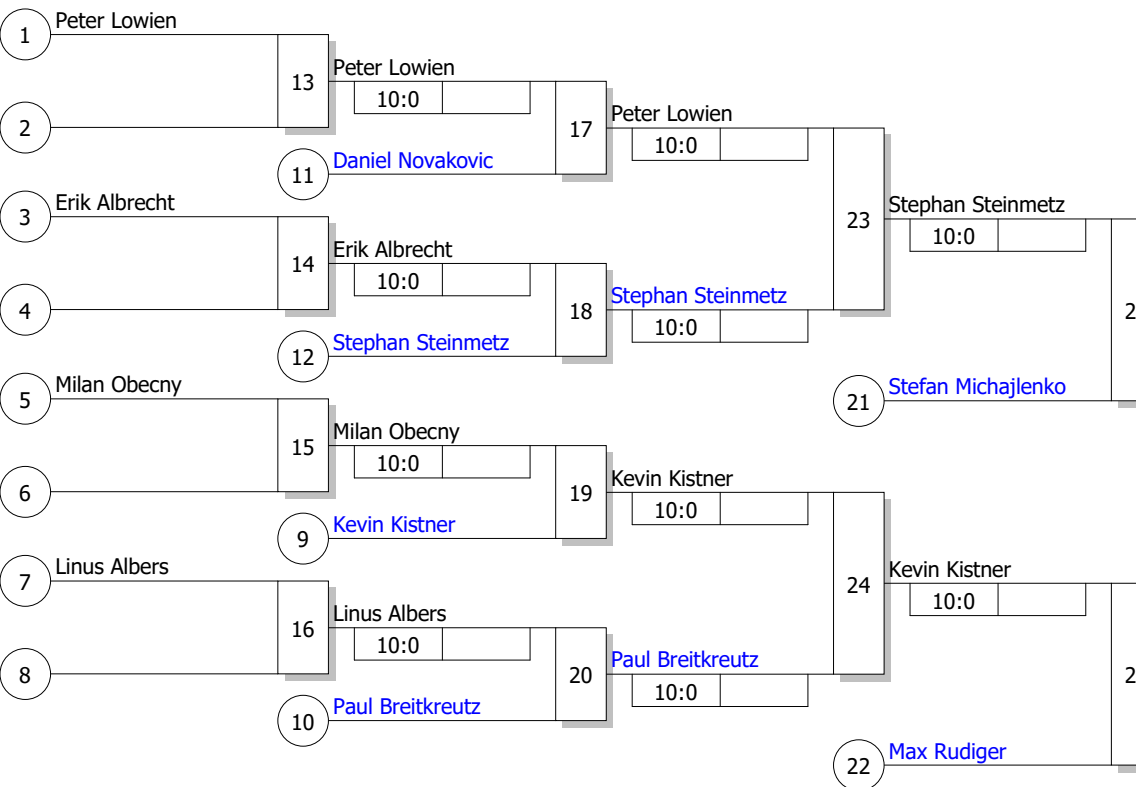 1 Peter Lowien
13 Peter Lowien
10:0
2
17 Peter Lowien
10:0
11 Daniel Novakovic
3 Erik Albrecht
23 Stephan Steinmetz
10:0
14 Erik Albrecht
10:0
4
18 Stephan Steinmetz
10:0
2
12 Stephan Steinmetz
5 Milan Obecny
21 Stefan Michajlenko
15 Milan Obecny
10:0
6
19 Kevin Kistner
10:0
9 Kevin Kistner
7 Linus Albers
24 Kevin Kistner
10:0
16 Linus Albers
10:0
8
20 Paul Breitkreutz
10:0
2
10 Paul Breitkreutz
22 Max Rudiger